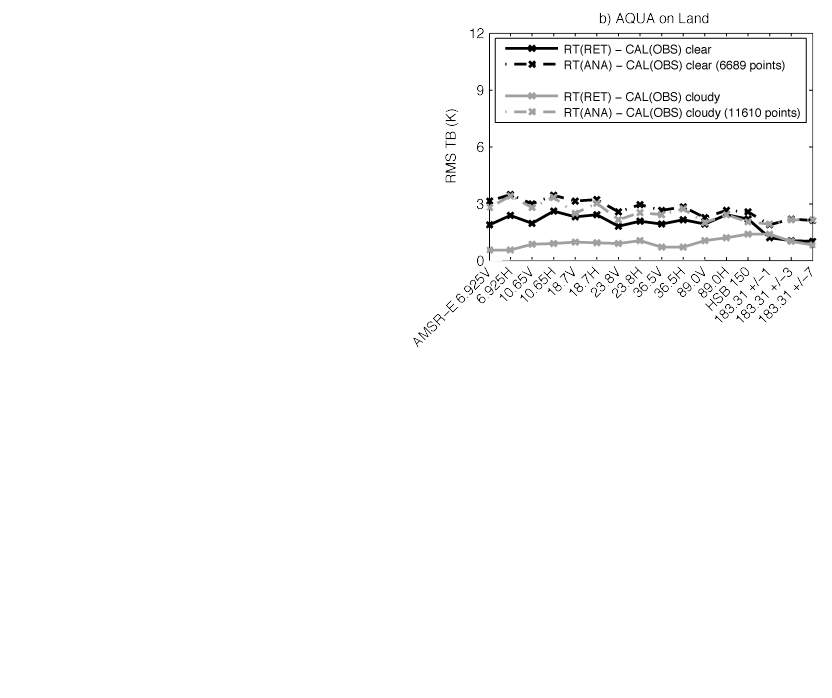 b) AQUA on Land
12
9
6
3
0
RMS TB (K)
RT(RET) − CAL(OBS) clear
RT(ANA) − CAL(OBS) clear (6689 points)
RT(RET) − CAL(OBS) cloudy
RT(ANA) − CAL(OBS) cloudy (11610 points)
AMSR−E 6.925V
6.925H
10.65V
10.65H
18.7V
18.7H
23.8V
23.8H
36.5V
36.5H
89.0V
89.0H
HSB 150
183.31 +/−1
183.31 +/−3
183.31 +/−7